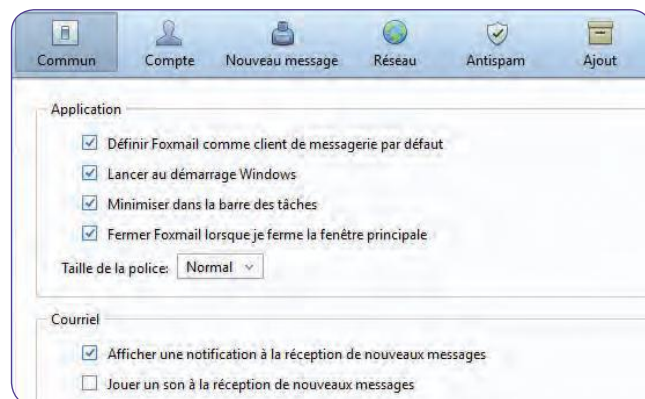 Commun Compte Nouveau message Réseau Antispam Ajout
Application
Définir Foxmail comme client de messagerie par défaut
Lancer au démarrage Windows
Minimiser dans la barre des tâches
Fermer Foxmail lorsque je ferme la fenêtre principale
Taille de la police: Normal
Courriel
Afficher une notification à la réception de nouveaux messages
Jouer un son à la réception de nouveaux messages